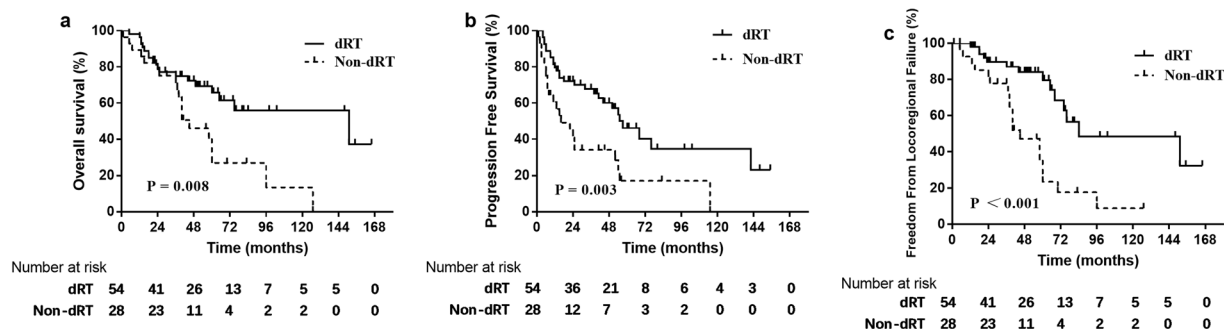 a
Overall survival (%)
100
80
60
40
20
0
dRT
Non-dRT
P = 0.008
0 24 48 72 96 120 144 168
Time (months)
Number at risk
dRT 54 41 26 13 7 5 5 0
Non-dRT 28 23 11 4 2 2 0 0
b
Progression Free Survival (%)
100
80
60
40
20
0
dRT
Non-dRT
P = 0.003
0 24 48 72 96 120 144 168
Time (months)
Number at risk
dRT 54 36 21 8 6 4 3 0
Non-dRT 28 12 7 3 2 0 0 0
c
Freedom From Locoregional Failure (%)
100
80
60
40
20
0
dRT
Non-dRT
P < 0.001
0 24 48 72 96 120 144 168
Time (months)
Number at risk
dRT 54 41 26 13 7 5 5 0
Non-dRT 28 23 11 4 2 2 0 0